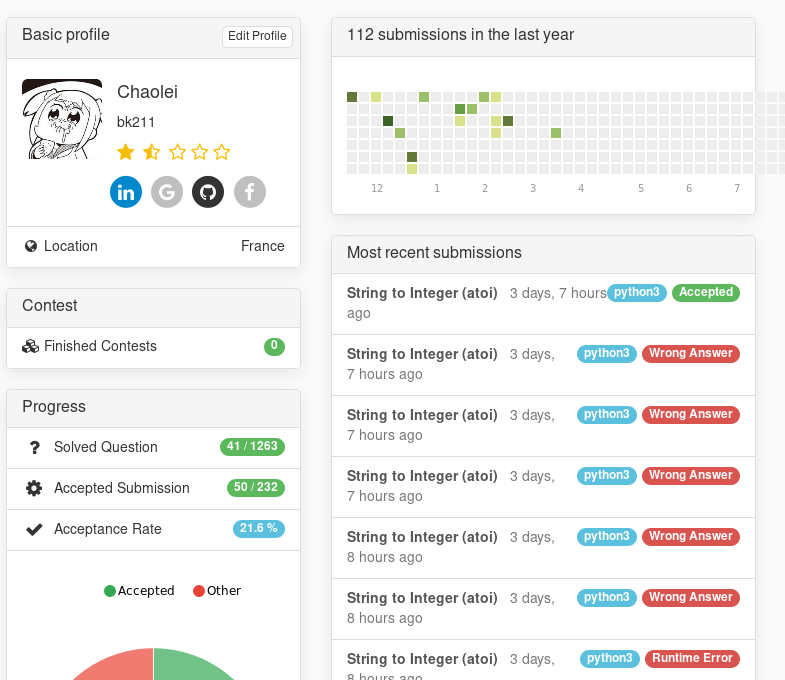 Basic profile
Edit Profile
Chaolei
bk211
Location
France
Contest
Finished Contests
0
Progress
Solved Question
41 / 1263
Accepted Submission
50 / 232
Acceptance Rate
21.6 %
Accepted
Other
112 submissions in the last year
12 1 2 3 4 5 6 7
Most recent submissions
String to Integer (atoi) 3 days, 7 hours python3 Accepted
ago
String to Integer (atoi) 3 days, python3 Wrong Answer
7 hours ago
String to Integer (atoi) 3 days, python3 Wrong Answer
7 hours ago
String to Integer (atoi) 3 days, python3 Wrong Answer
7 hours ago
String to Integer (atoi) 3 days, python3 Wrong Answer
8 hours ago
String to Integer (atoi) 3 days, python3 Wrong Answer
8 hours ago
String to Integer (atoi) 3 days, python3 Runtime Error
8 hours ago